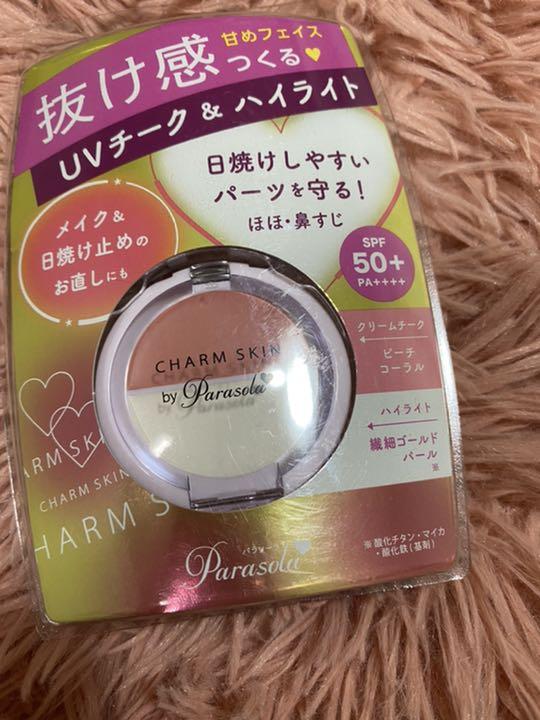 甘めフェイス
抜け感つくる♥
UVチーク & ハイライト
日焼けしやすい
パーツを守る!
ほほ・鼻すじ
メイク&
日焼け止めの
お直しにも
SPF
50+
PA++++
クリームチーク
ピーチ
コーラル
ハイライト
繊細ゴールド
パール※
CHARM SKIN
by Parasola
ARM SKI
CHARM SKIN
HARM S
パラソーラ
Parasola
※酸化チタン・マイカ
・酸化鉄(基剤)